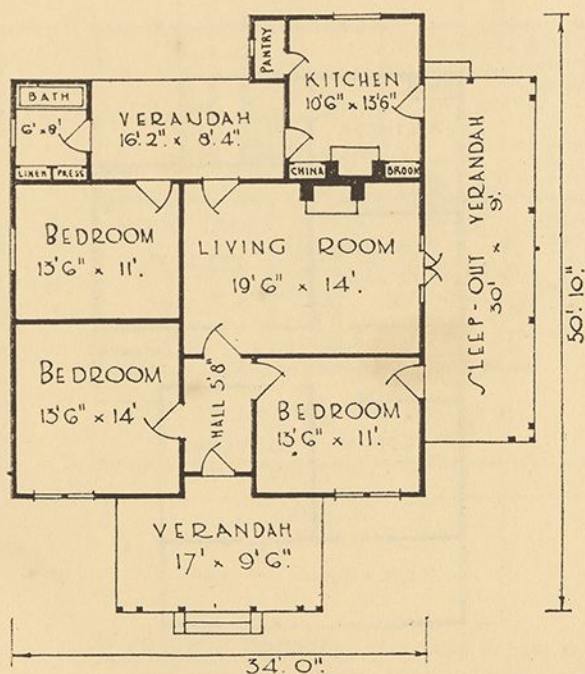 PANTRY
KITCHEN
10'6" x 13'6"
BATH
6' x 8'
LINEN PRESS
VERANDAH
16'.2". x 8'.4".
CHINA
BROOM
BEDROOM
13'6" x 11'.
LIVING ROOM
19'6" x 14'.
SLEEP-OUT VERANDAH
30' x 9'.
50'.10".
BEDROOM
13'6" x 14'
HALL 5'8"
BEDROOM
13'6" x 11'.
VERANDAH
17' x 9'6".
34'. 0".